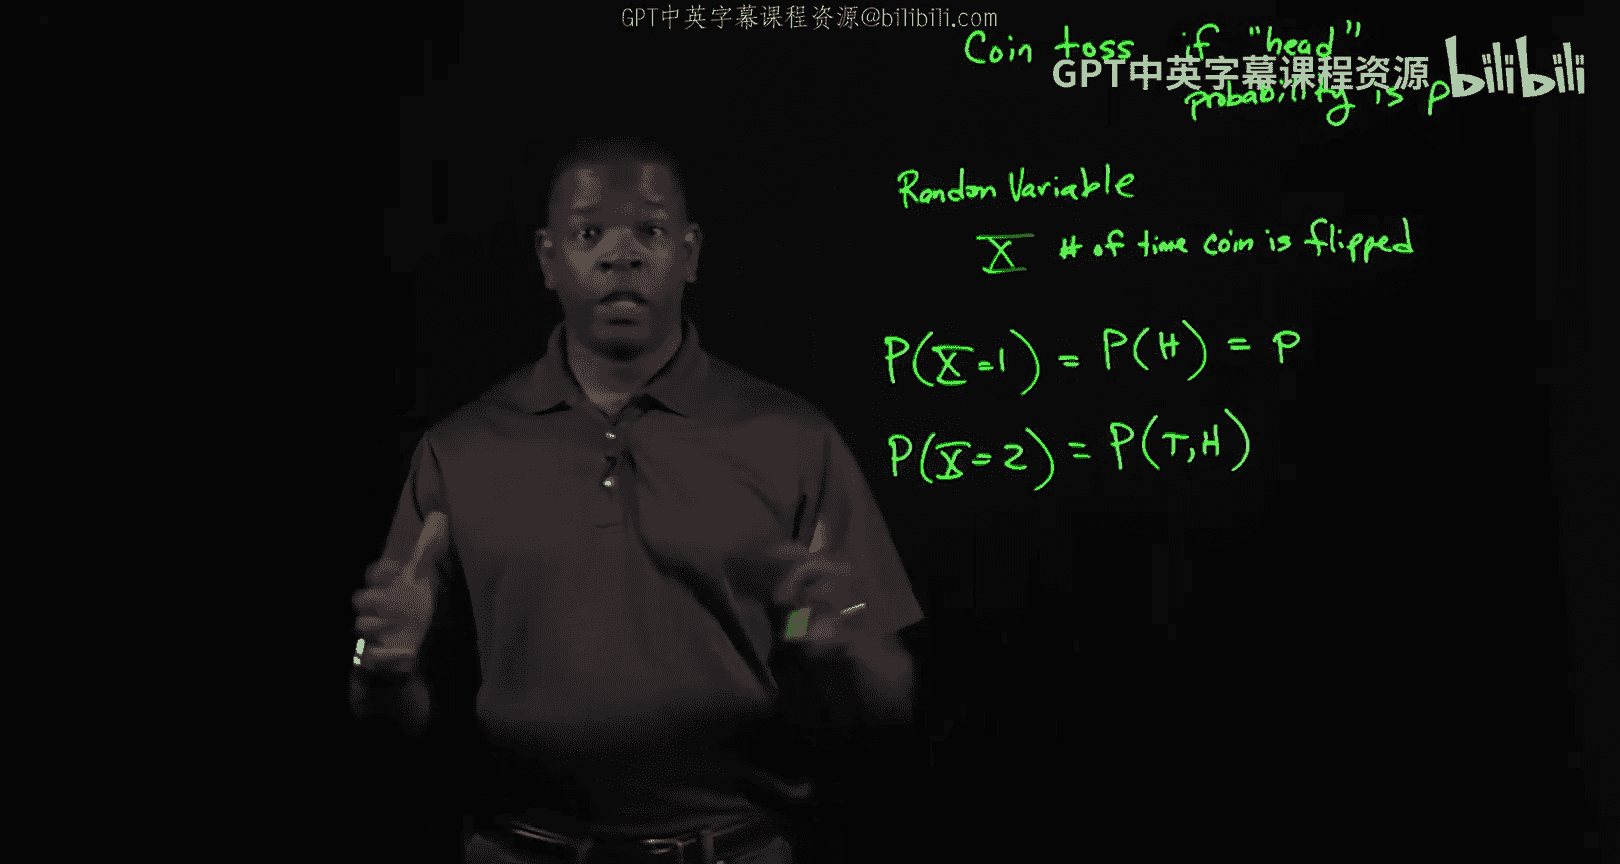 GPT中英字幕课程资源@bilibili.com
Coin toss if "head"
GPT中英字幕课程资源 bilibili
probability is p
Random Variable
X # of time coin is flipped
P(X=1) = P(H) = p
P(X=2) = P(T,H)